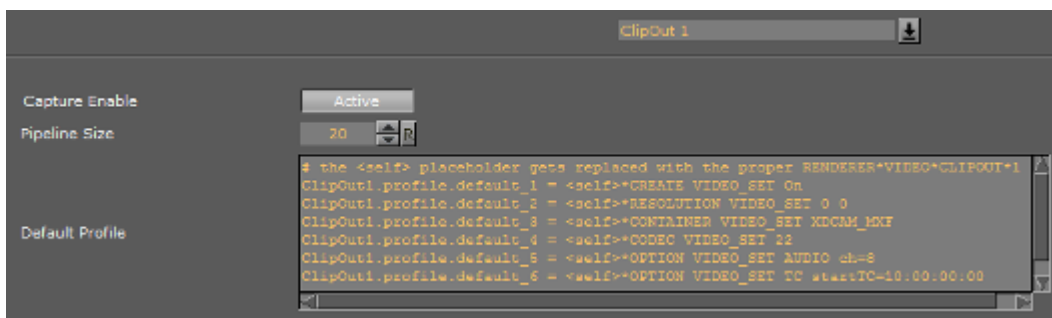 ClipOut 1
Capture Enable
Active
Pipeline Size
20
R
Default Profile
# the <self> placeholder gets replaced with the proper RENDERER*VIDEO*CLIPOUT*1
ClipOut1.profile.default_1 = <self>*CREATE VIDEO_SET On
ClipOut1.profile.default_2 = <self>*RESOLUTION VIDEO_SET 0 0
ClipOut1.profile.default_3 = <self>*CONTAINER VIDEO_SET XDCAM_MXF
ClipOut1.profile.default_4 = <self>*CODEC VIDEO_SET 22
ClipOut1.profile.default_5 = <self>*OPTION VIDEO_SET AUDIO ch=8
ClipOut1.profile.default_6 = <self>*OPTION VIDEO_SET TC startTC=10:00:00:00